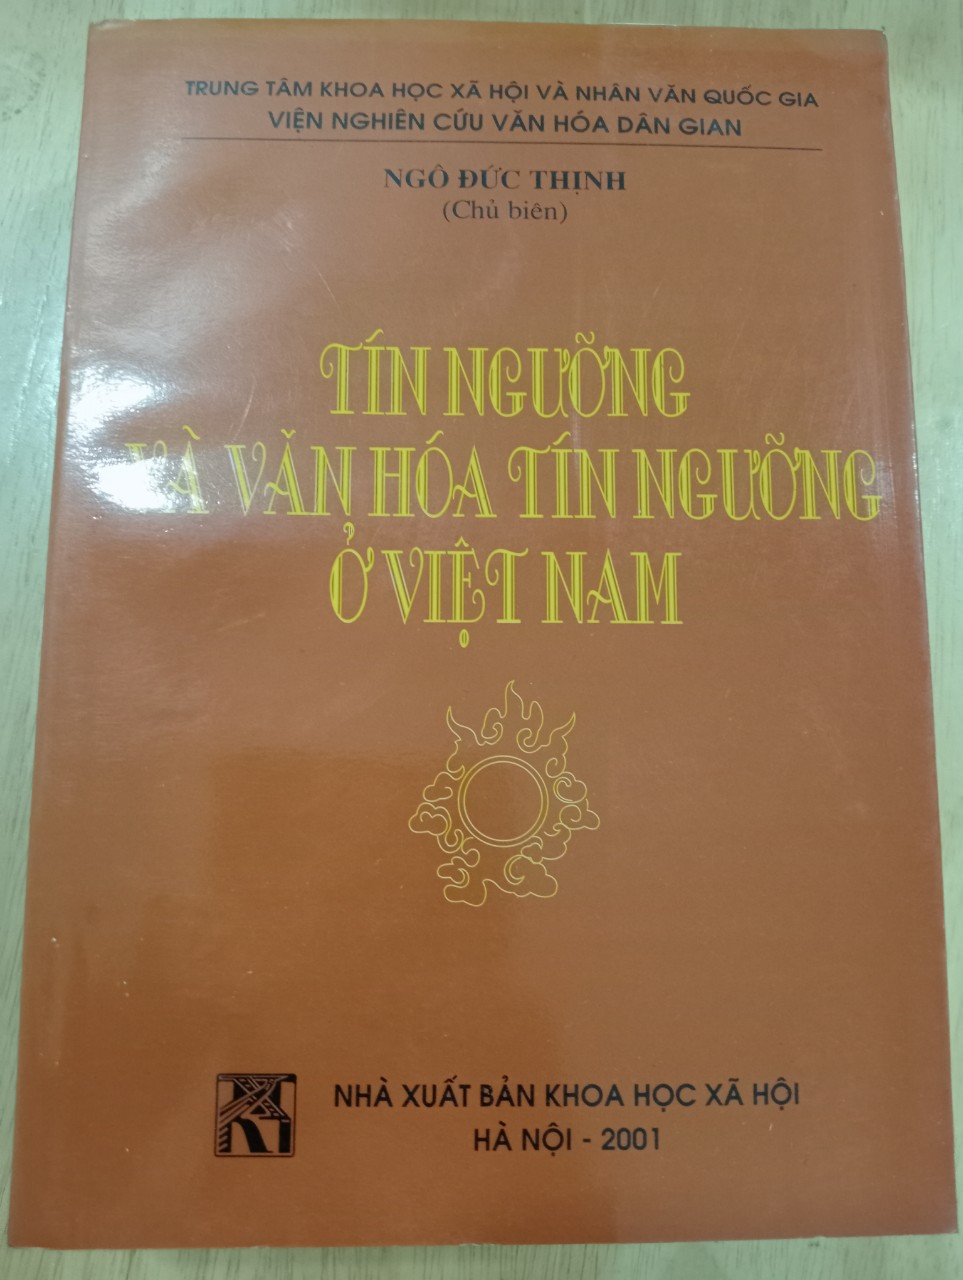 TRUNG TÂM KHOA HỌC XÃ HỘI VÀ NHÂN VĂN QUỐC GIA
VIỆN NGHIÊN CỨU VĂN HÓA DÂN GIAN
NGÔ ĐỨC THỊNH
(Chủ biên)
TÍN NGƯỠNG
VÀ VĂN HÓA TÍN NGƯỠNG
Ở VIỆT NAM
NHÀ XUẤT BẢN KHOA HỌC XÃ HỘI
HÀ NỘI - 2001